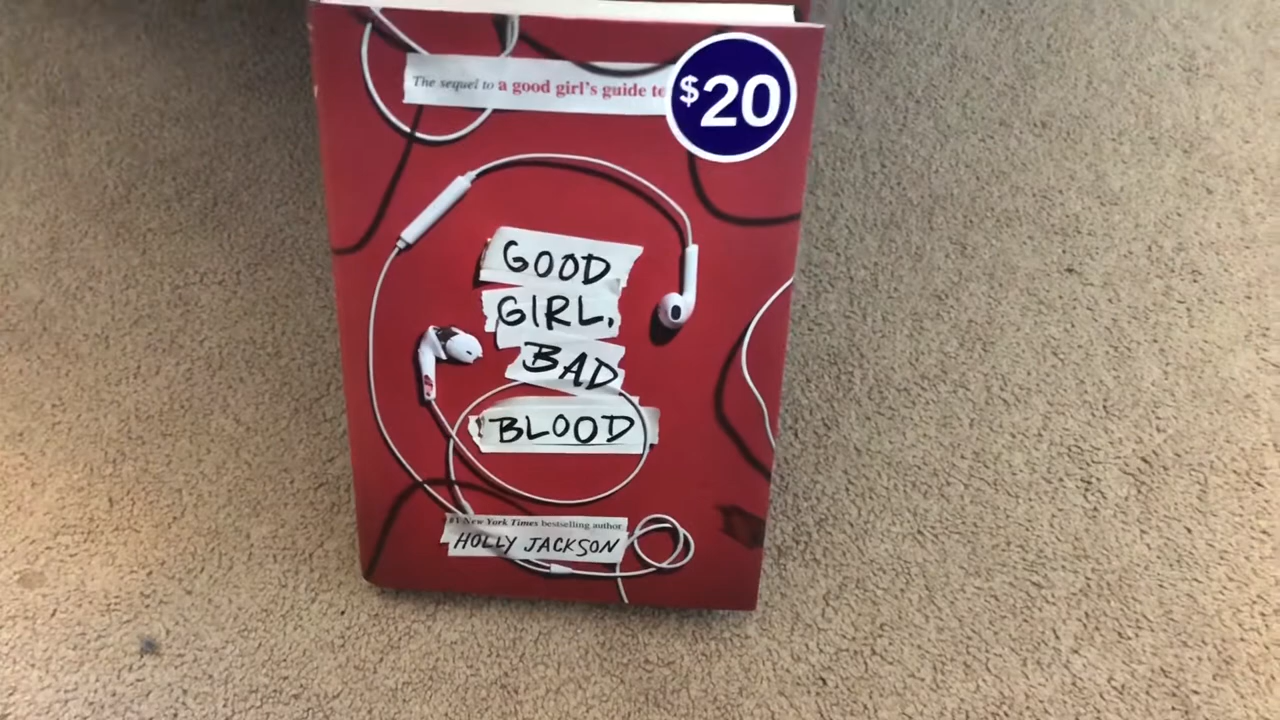 The sequel to a good girl's guide to
$20
GOOD
GIRL,
BAD
BLOOD
#1 New York Times bestselling author
HOLLY JACKSON